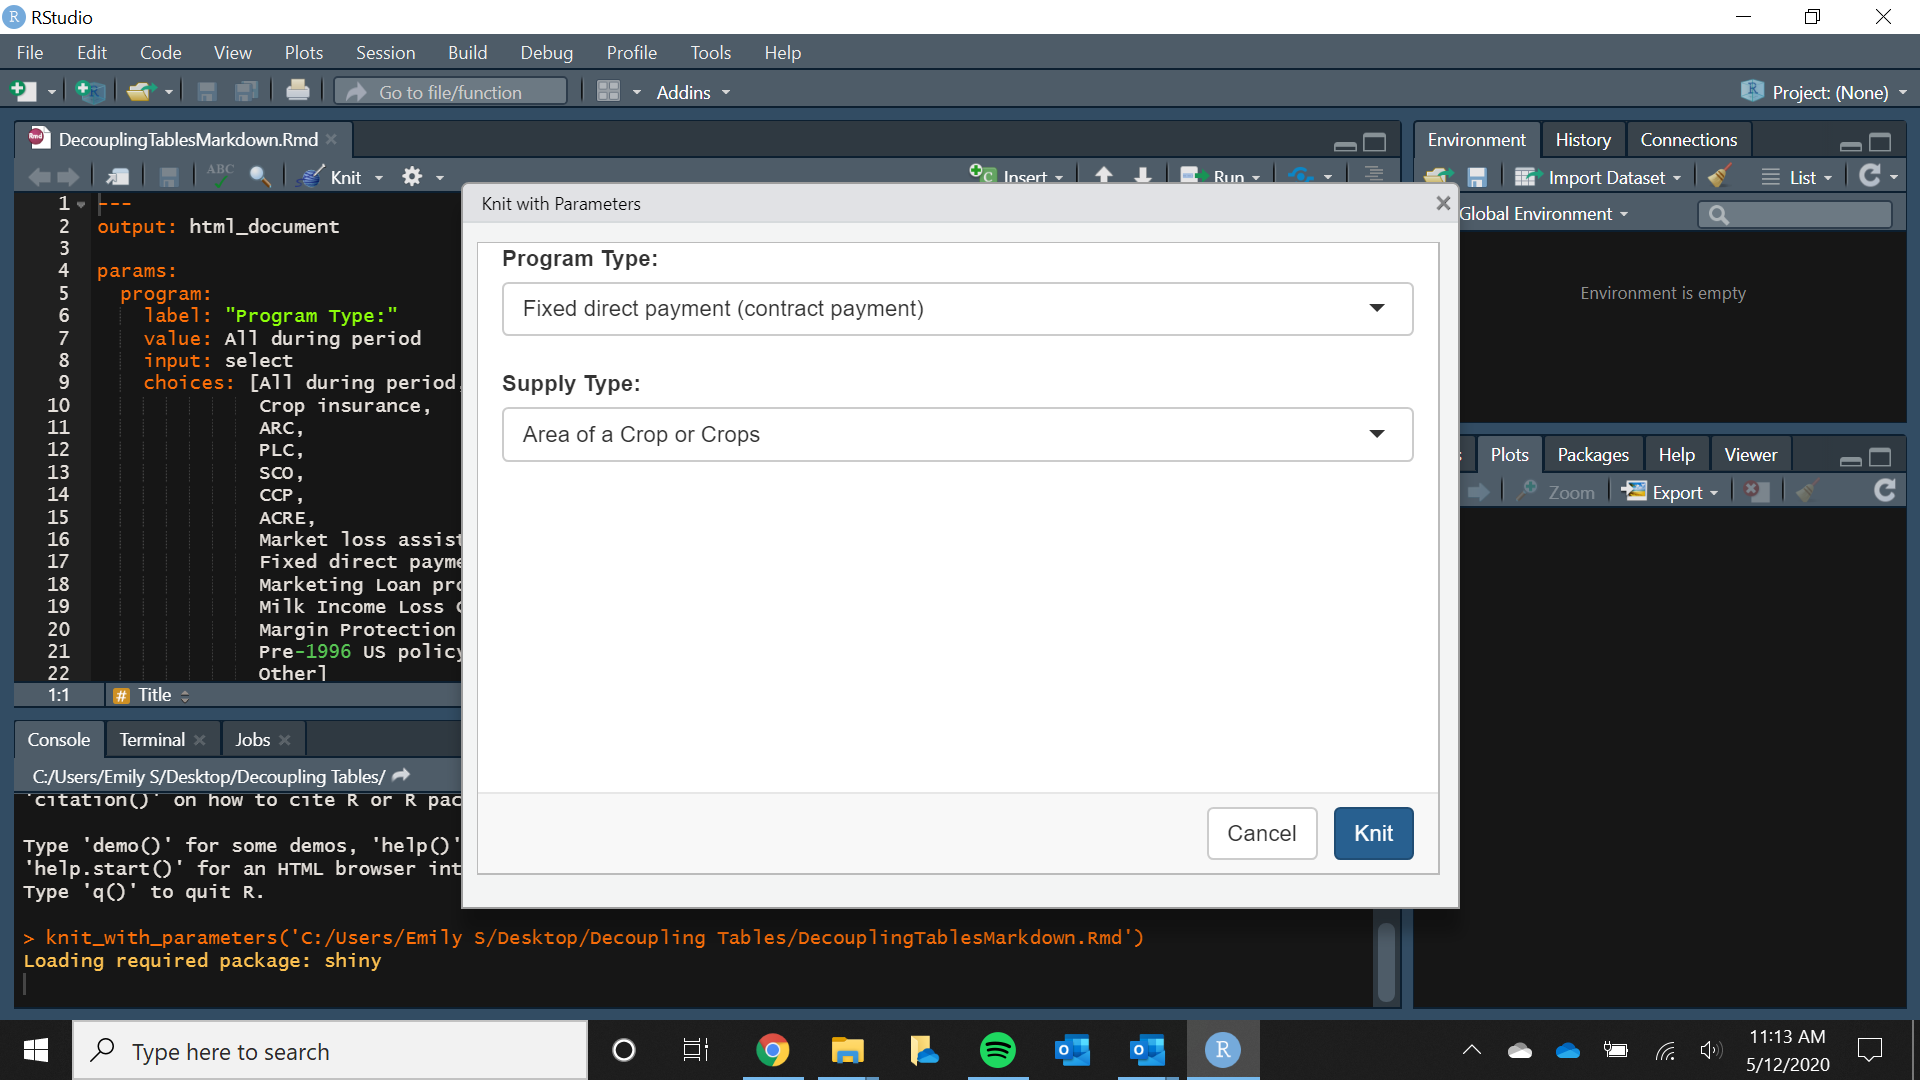 RStudio
File Edit Code View Plots Session Build Debug Profile Tools Help
Go to file/function Addins Project: (None)
DecouplingTablesMarkdown.Rmd
ABC Knit Insert Run
1 ---
2 output: html_document
3
4 params:
5 program:
6 label: "Program Type:"
7 value: All during period
8 input: select
9 choices: [All during period,
10 Crop insurance,
11 ARC,
12 PLC,
13 SCO,
14 CCP,
15 ACRE,
16 Market loss assist
17 Fixed direct payme
18 Marketing Loan pro
19 Milk Income Loss C
20 Margin Protection
21 Pre-1996 US policy
22 Other]
1:1 # Title
Knit with Parameters
Program Type:
Fixed direct payment (contract payment)
Supply Type:
Area of a Crop or Crops
Cancel Knit
Environment History Connections
Import Dataset List
Global Environment
Environment is empty
Plots Packages Help Viewer
Zoom Export
Console Terminal Jobs
C:/Users/Emily S/Desktop/Decoupling Tables/
'citation()' on how to cite R or R pac
Type 'demo()' for some demos, 'help()'
'help.start()' for an HTML browser int
Type 'q()' to quit R.
> knit_with_parameters('C:/Users/Emily S/Desktop/Decoupling Tables/DecouplingTablesMarkdown.Rmd')
Loading required package: shiny
Type here to search
11:13 AM
5/12/2020